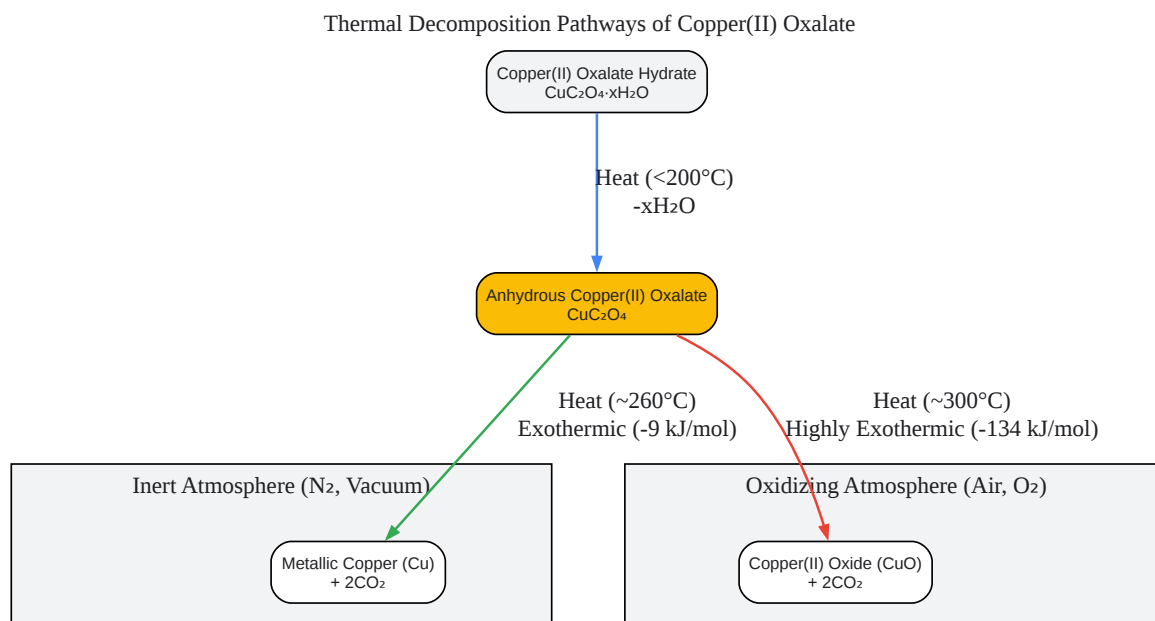 Thermal Decomposition Pathways of Copper(II) Oxalate
Copper(II) Oxalate Hydrate
CuC₂O₄·xH₂O
Heat (<200°C)
-xH₂O
Anhydrous Copper(II) Oxalate
CuC₂O₄
Heat (~260°C)
Exothermic (-9 kJ/mol)
Heat (~300°C)
Highly Exothermic (-134 kJ/mol)
Inert Atmosphere (N₂, Vacuum)
Metallic Copper (Cu)
+ 2CO₂
Oxidizing Atmosphere (Air, O₂)
Copper(II) Oxide (CuO)
+ 2CO₂